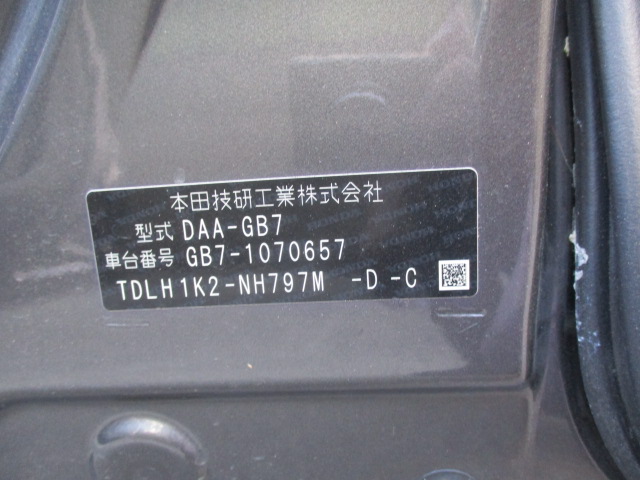 本田技研工業株式会社
型式 DAA-GB7
車台番号 GB7-1070657
TDLH1K2-NH797M -D -C